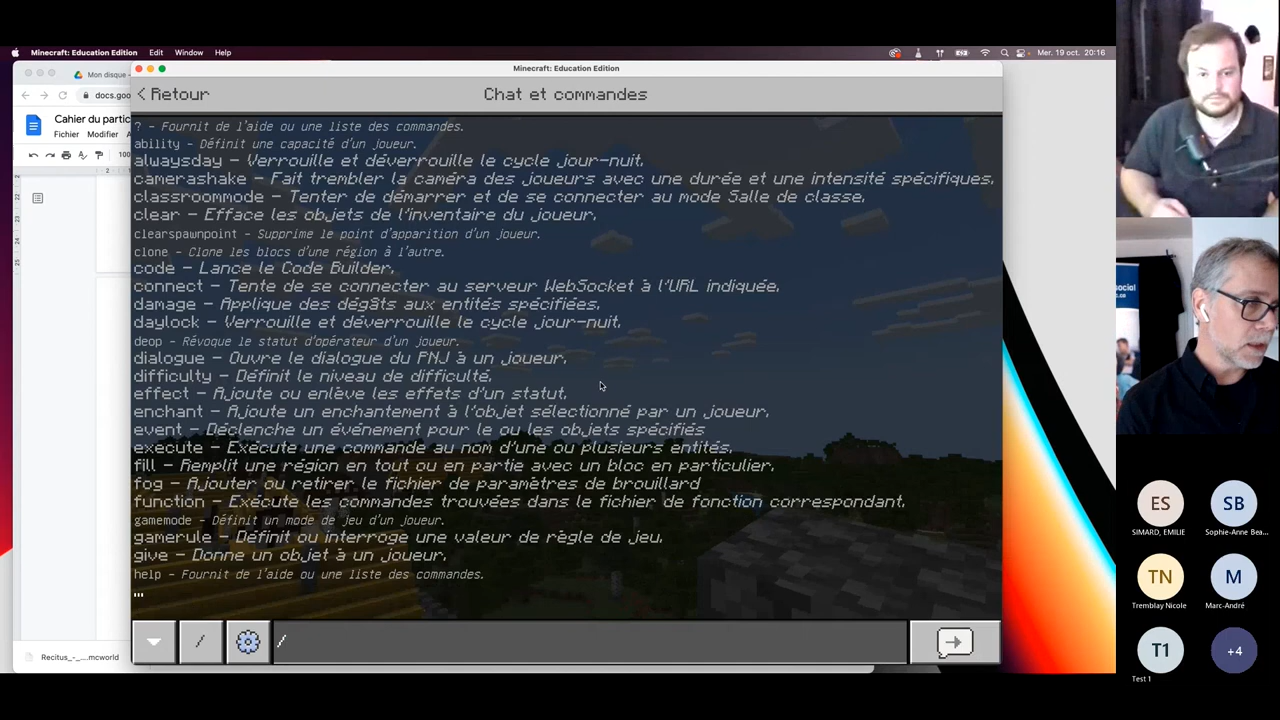 Minecraft: Education Edition Edit Window Help
Mer. 19 oct. 20:16
Mon disque -
docs.goo
Cahier du partic
Fichier Modifier
100
Minecraft: Education Edition
< Retour
Chat et commandes
? - Fournit de l'aide ou une liste des commandes.
ability - Définit une capacité d'un joueur.
alwaysday - Verrouille et déverrouille le cycle jour-nuit.
camerashake - Fait trembler la caméra des joueurs avec une durée et une intensité spécifiques.
classroommode - Tenter de démarrer et de se connecter au mode Salle de classe.
clear - Efface les objets de l'inventaire du joueur.
clearspawnpoint - Supprime le point d'apparition d'un joueur.
clone - Clone les blocs d'une région à l'autre.
code - Lance le Code Builder.
connect - Tente de se connecter au serveur WebSocket à l'URL indiquée.
damage - Applique des dégâts aux entités spécifiées.
daylock - Verrouille et déverrouille le cycle jour-nuit.
deop - Révoque le statut d'opérateur d'un joueur.
dialogue - Ouvre le dialogue du PNJ à un joueur.
difficulty - Définit le niveau de difficulté.
effect - Ajoute ou enlève les effets d'un statut.
enchant - Ajoute un enchantement à l'objet sélectionné par un joueur.
event - Déclenche un événement pour le ou les objets spécifiés
execute - Exécute une commande au nom d'une ou plusieurs entités.
fill - Remplit une région en tout ou en partie avec un bloc en particulier.
fog - Ajouter ou retirer le fichier de paramètres de brouillard
function - Exécute les commandes trouvées dans le fichier de fonction correspondant.
gamemode - Définit un mode de jeu d'un joueur.
gamerule - Définit ou interroge une valeur de règle de jeu.
give - Donne un objet à un joueur.
help - Fournit de l'aide ou une liste des commandes.
...
/
/
Recitus_-_....mcworld
social
ES
SIMARD, EMILIE
SB
Sophie-Anne Bea...
TN
Tremblay Nicole
M
Marc-André
T1
Test 1
+4